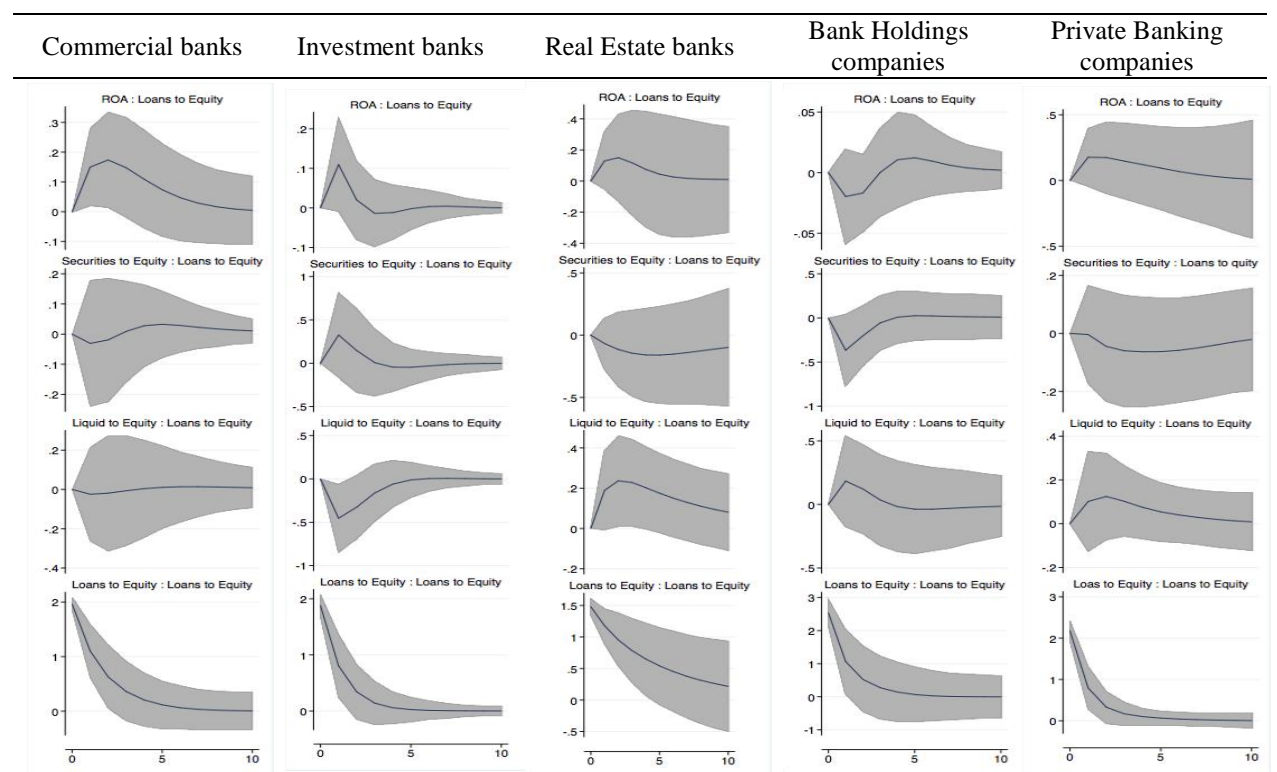 Commercial banks
Investment banks
Real Estate banks
Bank Holdings
companies
Private Banking
companies
ROA : Loans to Equity
.3
.2
.1
0
-.1
ROA : Loans to Equity
.2
.1
0
-.1
ROA : Loans to Equity
.4
.2
0
-.2
-.4
ROA : Loans to Equity
.05
0
-.05
ROA : Loans to Equity
.5
0
-.5
Securities to Equity : Loans to Equity
.2
.1
0
-.1
-.2
Securities to Equity : Loans to Equity
1
.5
0
-.5
Securities to Equity : Loans to Equity
.5
0
-.5
Securities to Equity : Loans to Equity
.5
0
-.5
-1
Securities to Equity : Loans to quity
.2
0
-.2
Liquid to Equity : Loans to Equity
.2
0
-.2
-.4
Liquid to Equity : Loans to Equity
.5
0
-.5
-1
Liquid to Equity : Loans to Equity
.4
.2
0
-.2
Liquid to Equity : Loans to Equity
.5
0
-.5
Liquid to Equity : Loans to Equity
.4
.2
0
-.2
Loans to Equity : Loans to Equity
2
1
0
0 5 10
Loans to Equity : Loans to Equity
2
1
0
0 5 10
Loans to Equity : Loans to Equity
1.5
1
.5
0
-.5
0 5 10
Loans to Equity : Loans to Equity
3
2
1
0
-1
0 5 10
Loas to Equity : Loans to Equity
3
2
1
0
0 5 10